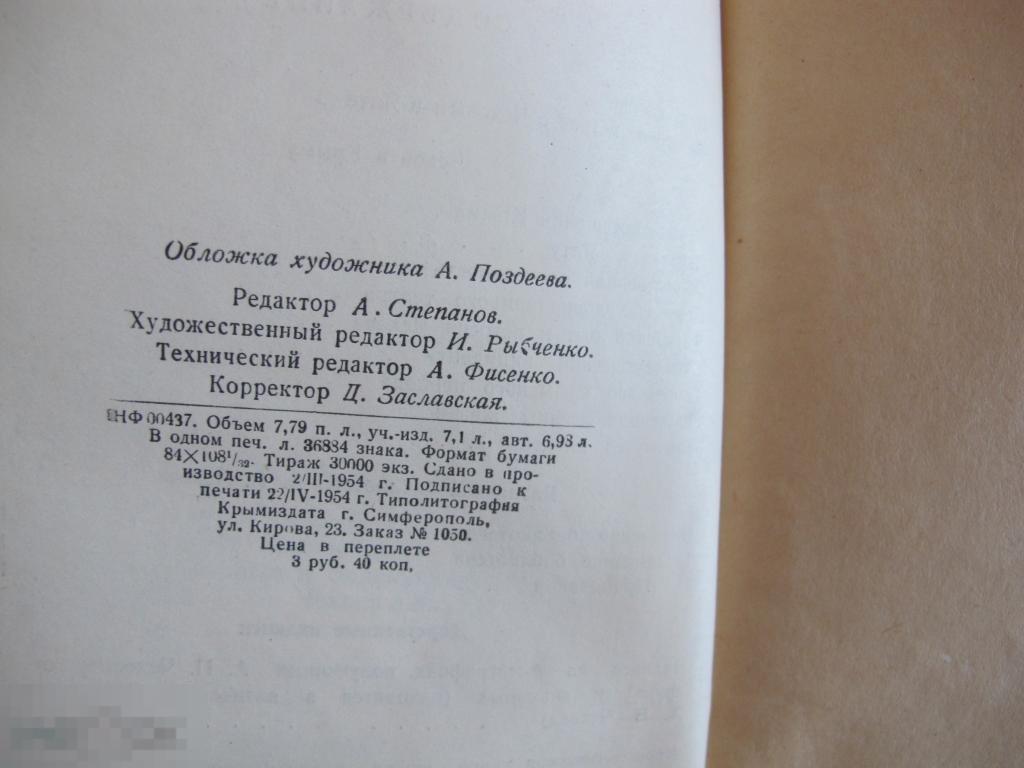 Обложка художника А. Поздеева.
Редактор А. Степанов.
Художественный редактор И. Рыбченко.
Технический редактор А. Фисенко.
Корректор Д. Заславская.
НФ 00437. Объем 7,79 п. л., уч.-изд. 7,1 л., авт. 6,93 л.
В одном печ. л. 36884 знака. Формат бумаги
84×108¹/₃₂. Тираж 30000 экз. Сдано в про-
изводство 2/III-1954 г. Подписано к
печати 22/IV-1954 г. Типолитография
Крымиздата г. Симферополь,
ул. Кирова, 23. Заказ № 1050.
Цена в переплете
3 руб. 40 коп.